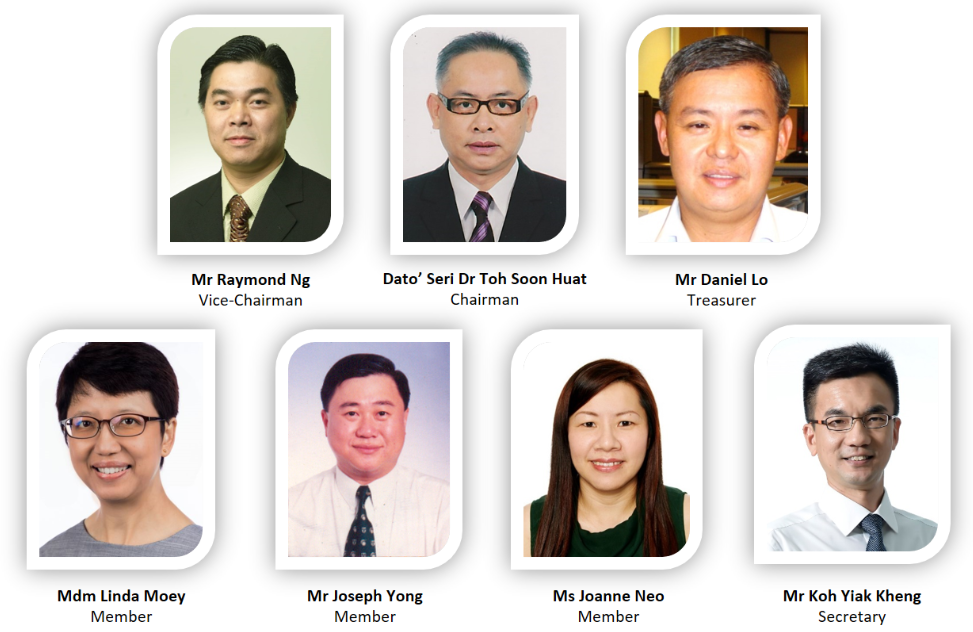 Mr Raymond Ng
Vice-Chairman
Dato’ Seri Dr Toh Soon Huat
Chairman
Mr Daniel Lo
Treasurer
Mdm Linda Moey
Member
Mr Joseph Yong
Member
Ms Joanne Neo
Member
Mr Koh Yiak Kheng
Secretary